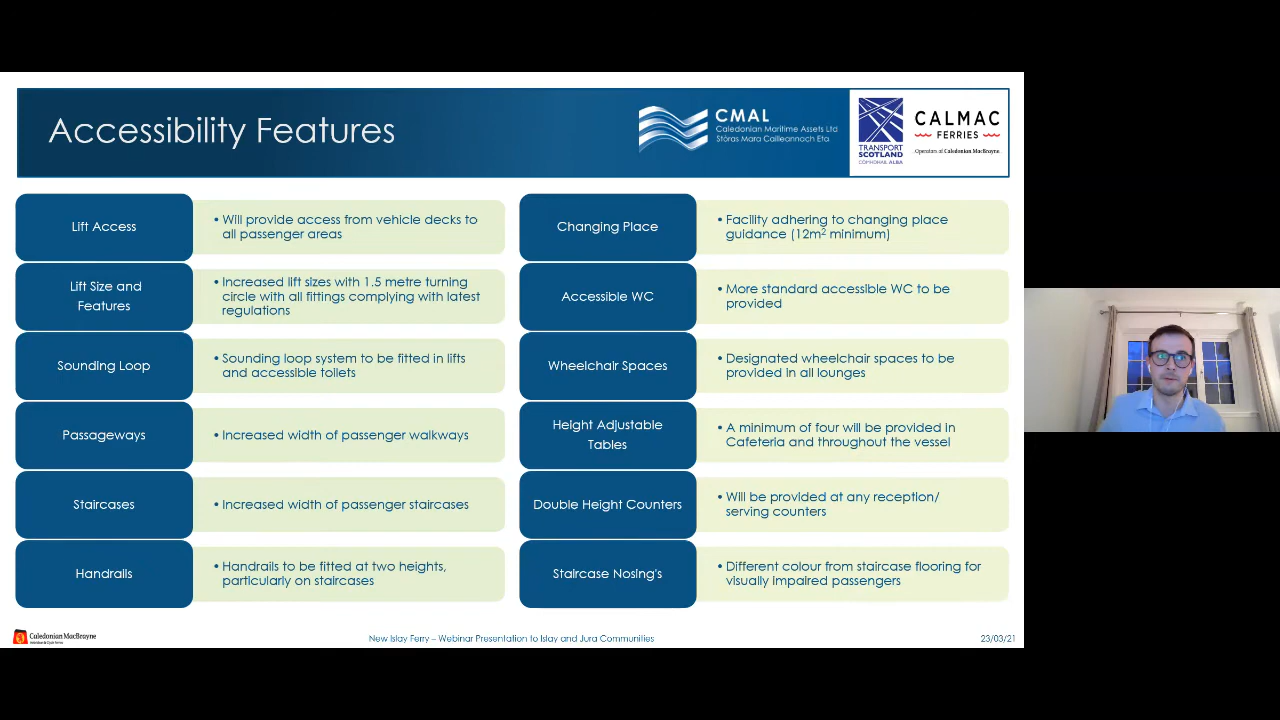 Accessibility Features
CMAL
Caledonian Maritime Assets Ltd
Stòras Mara Cailleannach Eta
TRANSPORT
SCOTLAND
CÒMHDHAIL ALBA
CALMAC
FERRIES
Operators of Caledonian MacBrayne
Lift Access
• Will provide access from vehicle decks to
all passenger areas
Lift Size and
Features
• Increased lift sizes with 1.5 metre turning
circle with all fittings complying with latest
regulations
Sounding Loop
• Sounding loop system to be fitted in lifts
and accessible toilets
Passageways
• Increased width of passenger walkways
Staircases
• Increased width of passenger staircases
Handrails
• Handrails to be fitted at two heights,
particularly on staircases
Changing Place
• Facility adhering to changing place
guidance (12m² minimum)
Accessible WC
• More standard accessible WC to be
provided
Wheelchair Spaces
• Designated wheelchair spaces to be
provided in all lounges
Height Adjustable
Tables
• A minimum of four will be provided in
Cafeteria and throughout the vessel
Double Height Counters
• Will be provided at any reception/
serving counters
Staircase Nosing's
• Different colour from staircase flooring for
visually impaired passengers
Caledonian MacBrayne
New Islay Ferry – Webinar Presentation to Islay and Jura Communities
23/03/21